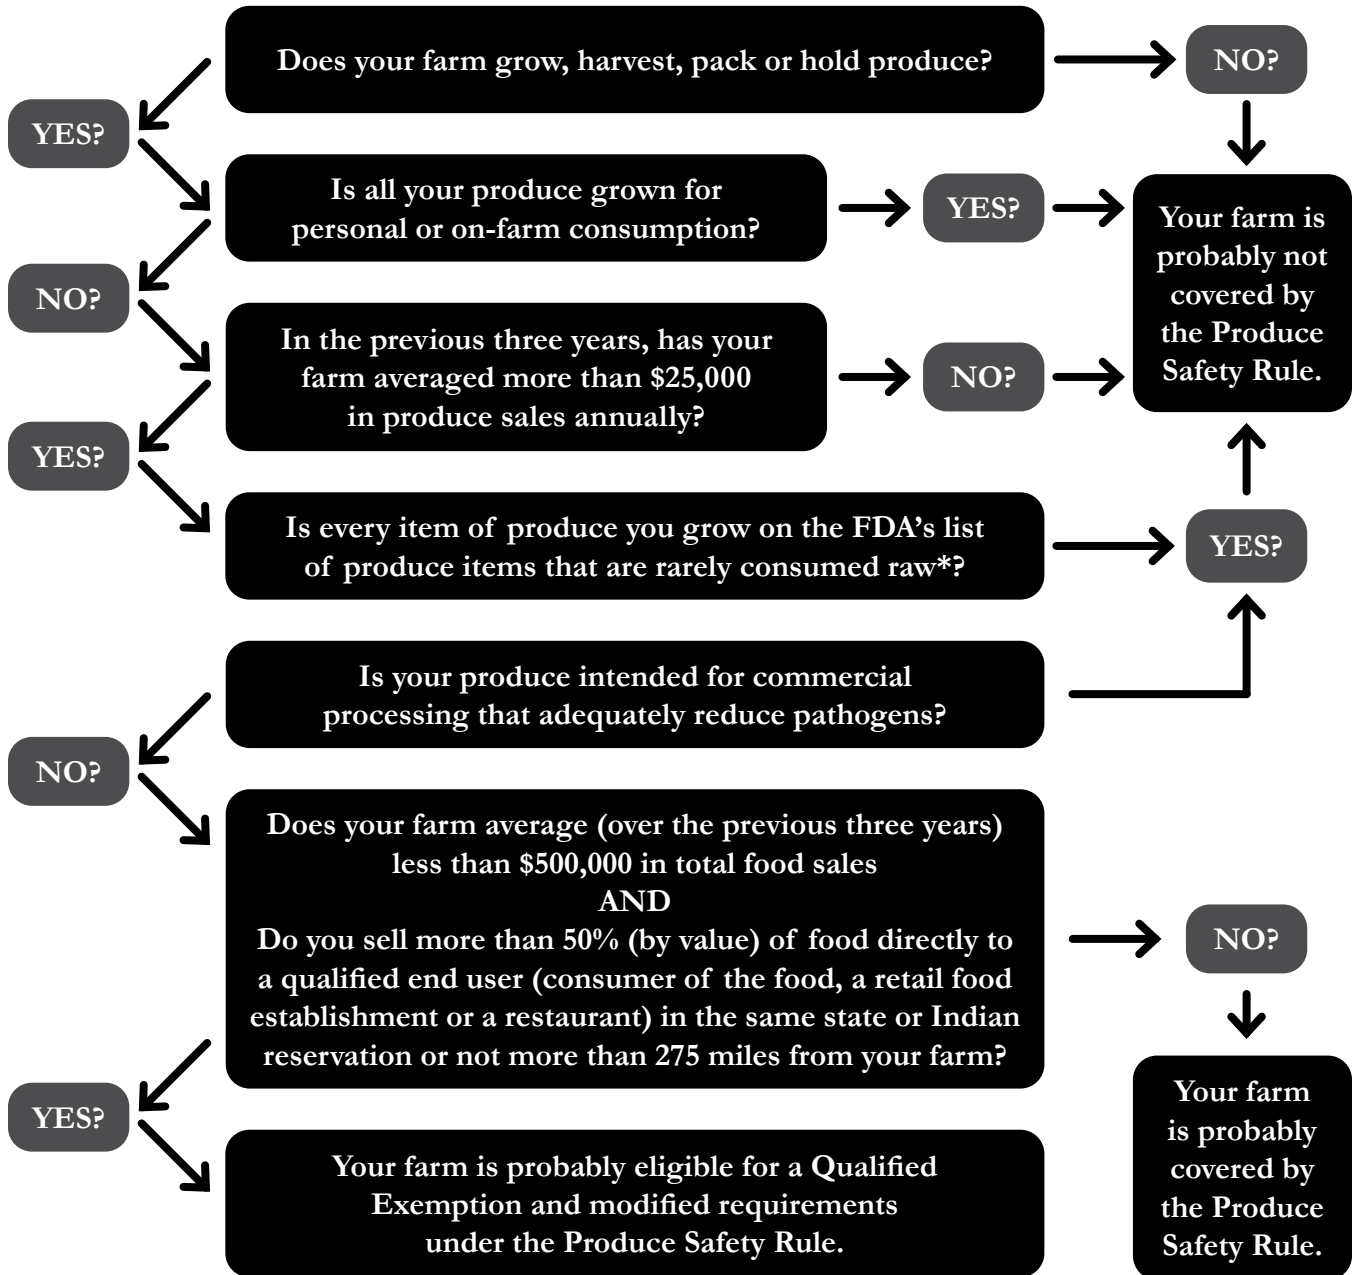 Does your farm grow, harvest, pack or hold produce?
NO?
YES?
Is all your produce grown for
personal or on-farm consumption?
YES?
Your farm is
probably not
covered by
the Produce
Safety Rule.
NO?
In the previous three years, has your
farm averaged more than $25,000
in produce sales annually?
NO?
YES?
Is every item of produce you grow on the FDA’s list
of produce items that are rarely consumed raw*?
YES?
Is your produce intended for commercial
processing that adequately reduce pathogens?
NO?
Does your farm average (over the previous three years)
less than $500,000 in total food sales
AND
Do you sell more than 50% (by value) of food directly to
a qualified end user (consumer of the food, a retail food
establishment or a restaurant) in the same state or Indian
reservation or not more than 275 miles from your farm?
NO?
YES?
Your farm is probably eligible for a Qualified
Exemption and modified requirements
under the Produce Safety Rule.
Your farm
is probably
covered by
the Produce
Safety Rule.